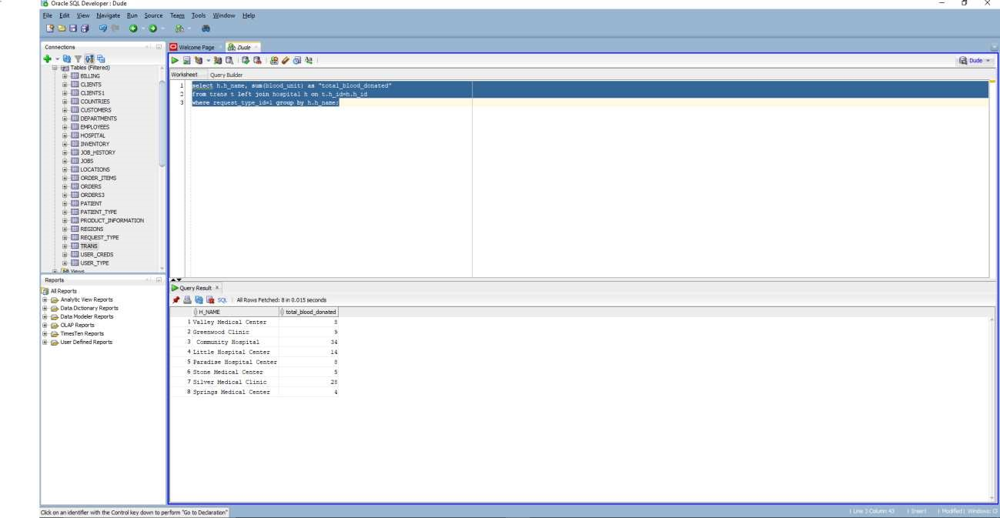 Oracle SQL Developer : Dude
File Edit View Navigate Run Source Team Tools Window Help
Connections
Welcome Page
Dude
Dude
Tables (Filtered)
BILLING
CLIENTS
CLIENTS1
COUNTRIES
CUSTOMERS
DEPARTMENTS
EMPLOYEES
HOSPITAL
INVENTORY
JOB_HISTORY
JOBS
LOCATIONS
ORDER_ITEMS
ORDERS
ORDERS3
PATIENT
PATIENT_TYPE
PRODUCT_INFORMATION
REGIONS
REQUEST_TYPE
TRANS
USER_CREDS
USER_TYPE
Views
Worksheet Query Builder
1 select h.h_name, sum(blood_unit) as "total_blood_donated"
2 from trans t left join hospital h on t.h_id=h.h_id
3 where request_type_id=1 group by h.h_name;
Reports
All Reports
Analytic View Reports
Data Dictionary Reports
Data Modeler Reports
OLAP Reports
TimesTen Reports
User Defined Reports
Query Result
SQL | All Rows Fetched: 8 in 0.015 seconds
H_NAME total_blood_donated
1 Valley Medical Center 8
2 Greenwood Clinic 9
3 Community Hospital 34
4 Little Hospital Center 14
5 Paradise Hospital Center 8
6 Stone Medical Center 5
7 Silver Medical Clinic 28
8 Springs Medical Center 4
Click on an identifier with the Control key down to perform "Go to Declaration"
| Line 3 Column 43 | Insert | Modified | Windows: C